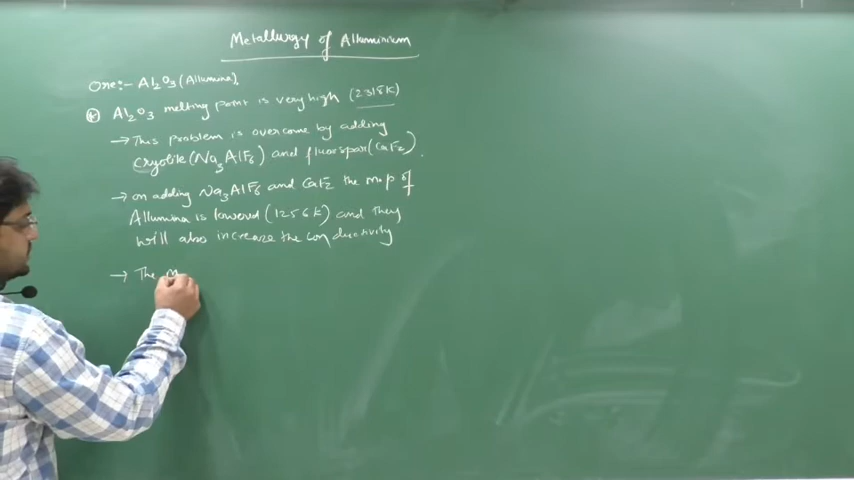 Metallurgy of Alluminium
Ore:- Al2O3 (Allumina).
* Al2O3 melting point is very high (2318K)
→ This problem is overcome by adding
cryolite (Na3AlF6) and fluorspar (CaF2).
→ on adding Na3AlF6 and CaF2 the m.p of
Allumina is lowered (1256K) and they
will also increase the conductivity
→ The m